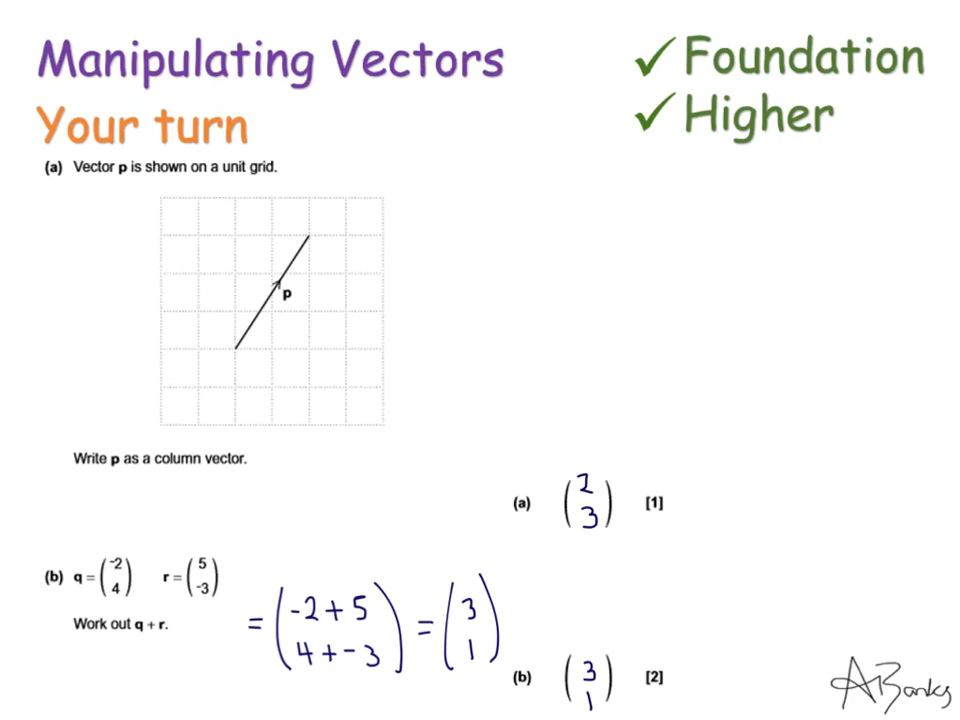 Manipulating Vectors
✓ Foundation
Your turn
✓ Higher
(a) Vector p is shown on a unit grid.
p
Write p as a column vector.
(a) (2 3) [1]
(b) q = (-2 4) r = (5 -3)
Work out q + r.
= (-2 + 5 4 + -3) = (3 1)
(b) (3 1) [2]
A Banks